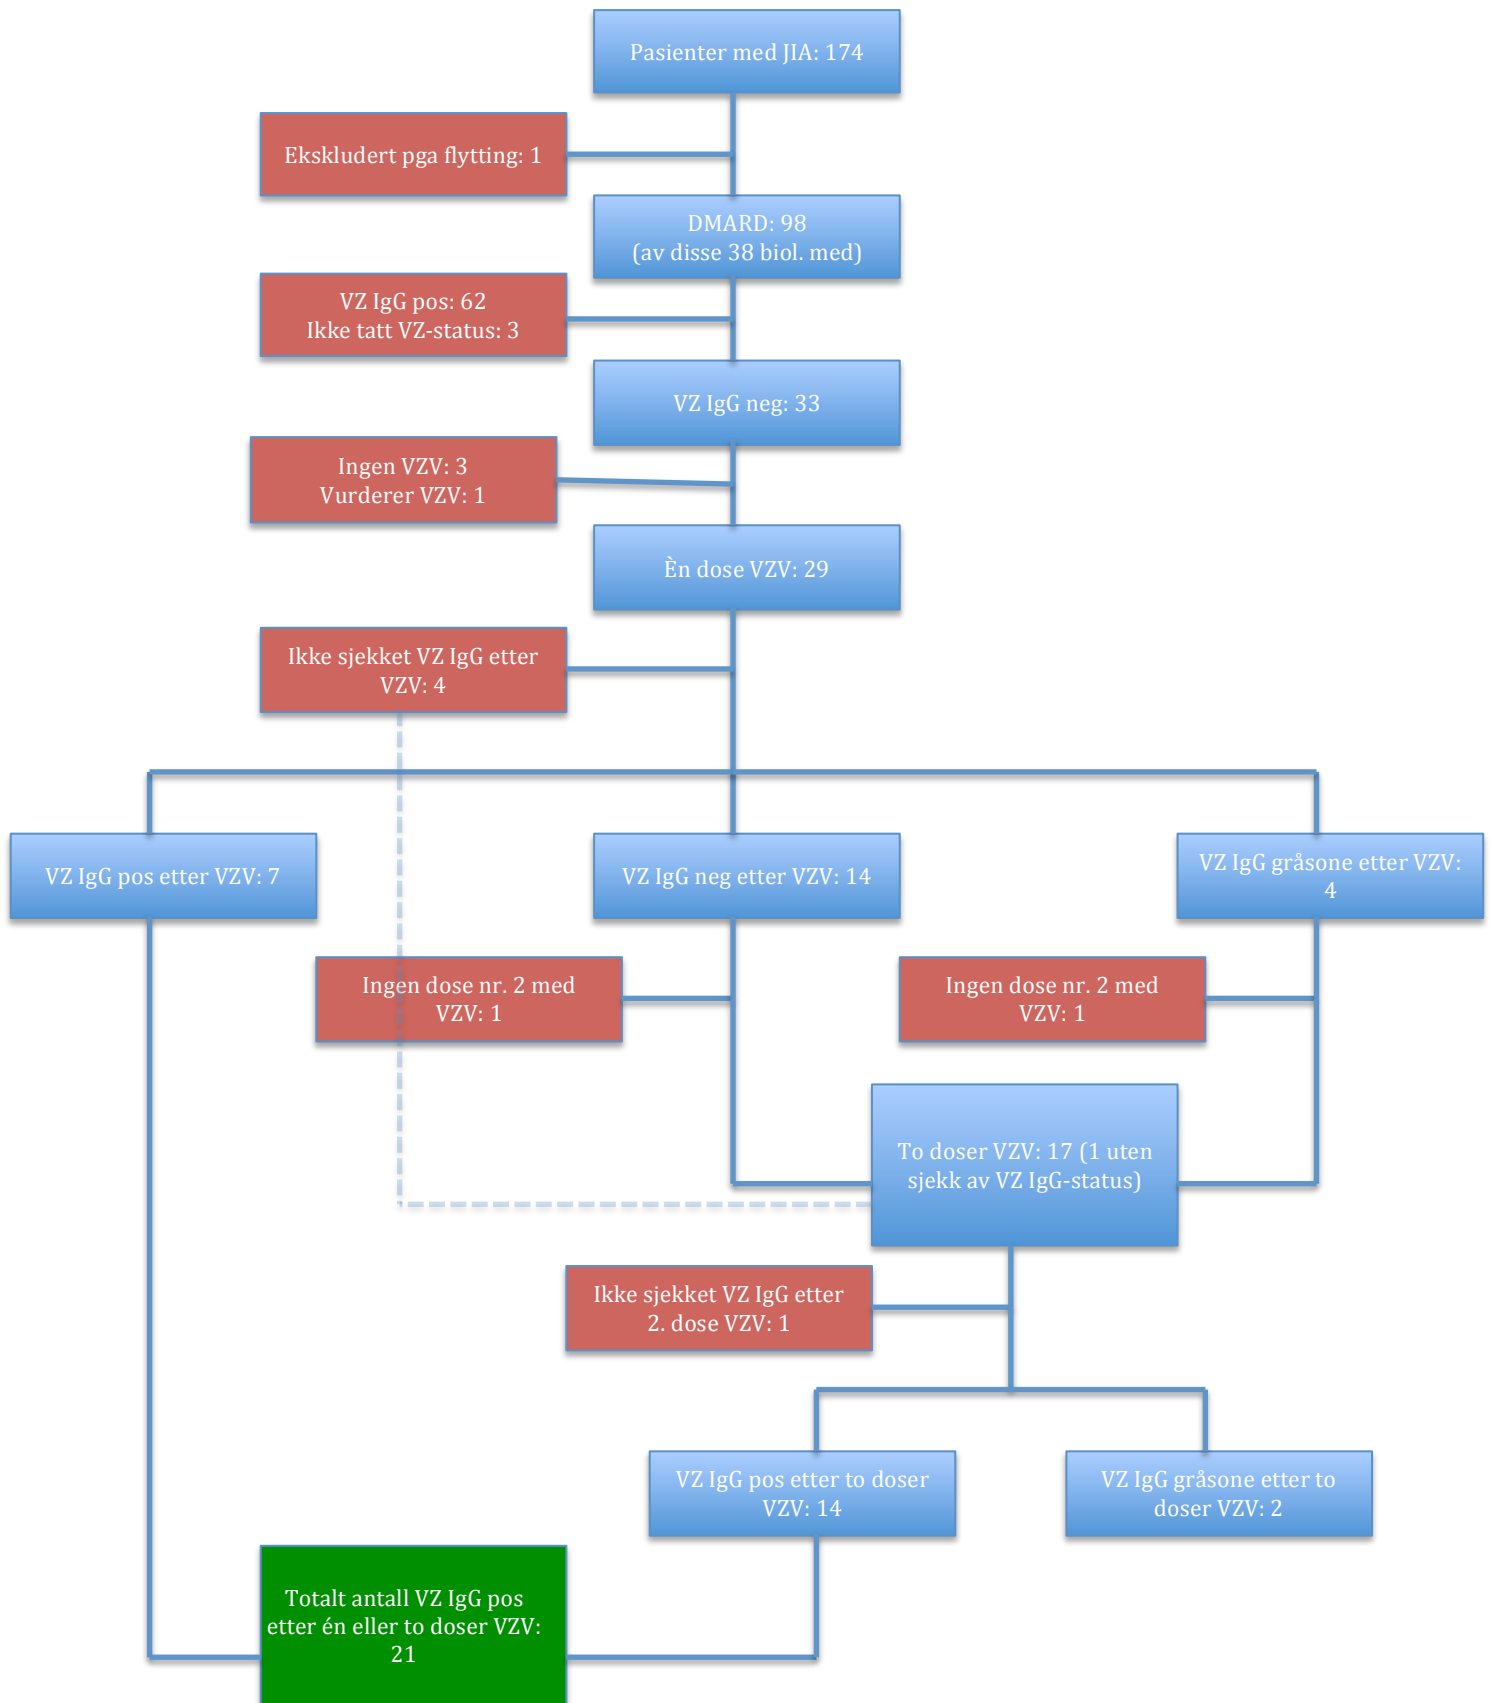 Pasienter med JIA: 174
Ekskludert pga flytting: 1
DMARD: 98
(av disse 38 biol. med)
VZ IgG pos: 62
Ikke tatt VZ-status: 3
VZ IgG neg: 33
Ingen VZV: 3
Vurderer VZV: 1
Èn dose VZV: 29
Ikke sjekket VZ IgG etter
VZV: 4
VZ IgG pos etter VZV: 7
VZ IgG neg etter VZV: 14
VZ IgG gråsone etter VZV:
4
Ingen dose nr. 2 med
VZV: 1
Ingen dose nr. 2 med
VZV: 1
To doser VZV: 17 (1 uten
sjekk av VZ IgG-status)
Ikke sjekket VZ IgG etter
2. dose VZV: 1
VZ IgG pos etter to doser
VZV: 14
VZ IgG gråsone etter to
doser VZV: 2
Totalt antall VZ IgG pos
etter én eller to doser VZV:
21